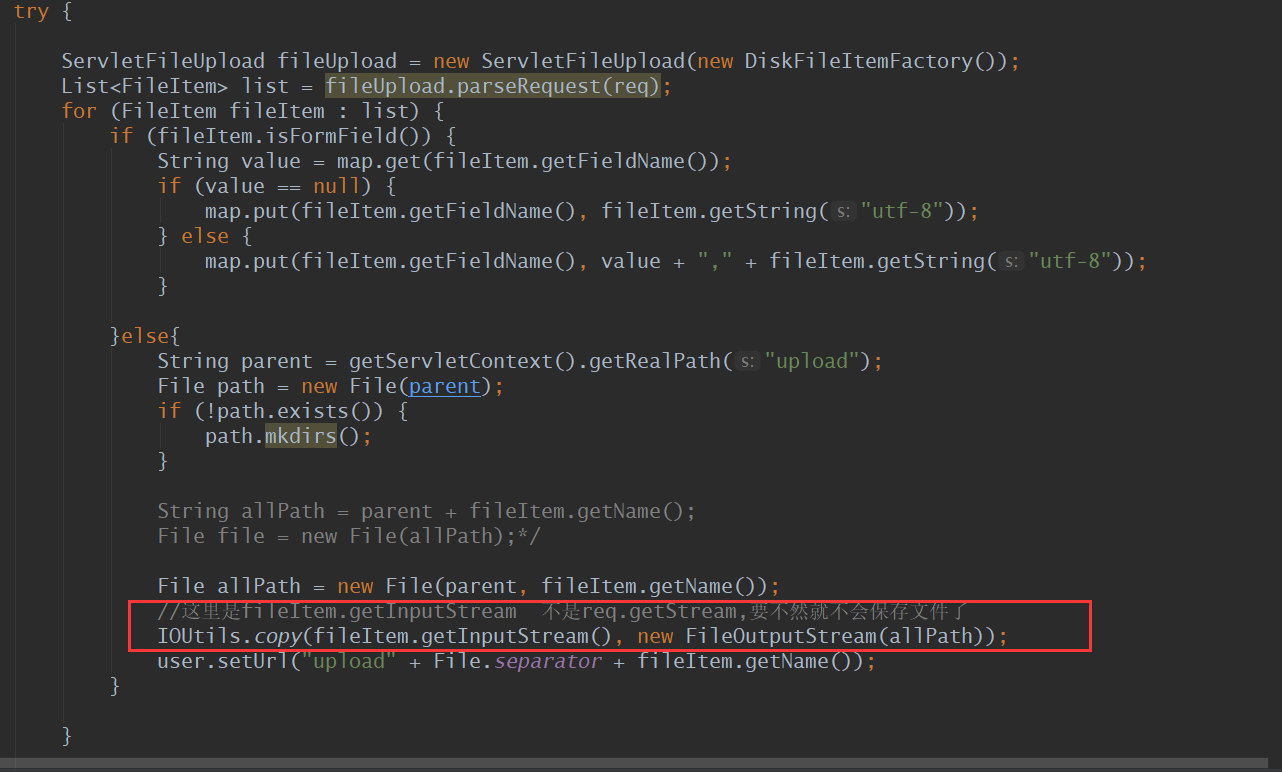 try {
ServletFileUpload fileUpload = new ServletFileUpload(new DiskFileItemFactory());
List<FileItem> list = fileUpload.parseRequest(req);
for (FileItem fileItem : list) {
if (fileItem.isFormField()) {
String value = map.get(fileItem.getFieldName());
if (value == null) {
map.put(fileItem.getFieldName(), fileItem.getString( s: "utf-8"));
} else {
map.put(fileItem.getFieldName(), value + "," + fileItem.getString( s: "utf-8"));
}
}else{
String parent = getServletContext().getRealPath( s: "upload");
File path = new File(parent);
if (!path.exists()) {
path.mkdirs();
}
String allPath = parent + fileItem.getName();
File file = new File(allPath);*/
File allPath = new File(parent, fileItem.getName());
//这里是fileItem.getInputStream 不是req.getStream,要不然就不会保存文件了
IOUtils.copy(fileItem.getInputStream(), new FileOutputStream(allPath));
user.setUrl("upload" + File.separator + fileItem.getName());
}
}